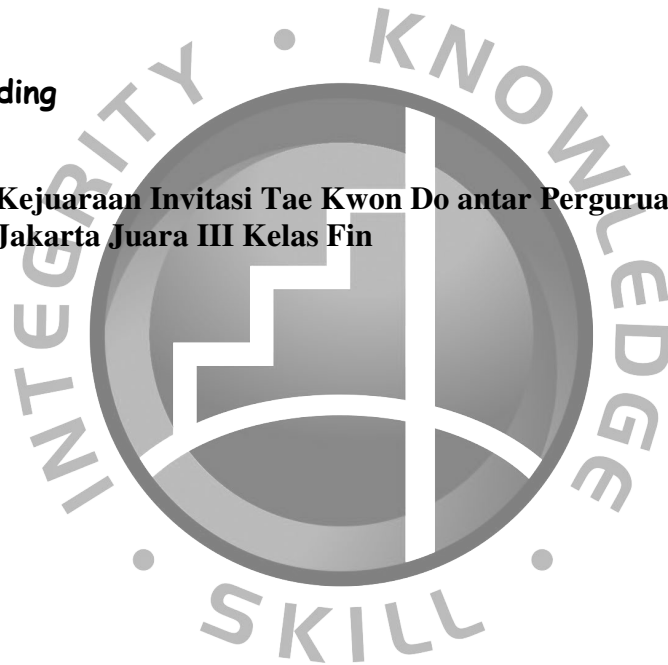 ding
Kejuaraan Invitasi Tae Kwon Do antar Pergurua
Jakarta Juara III Kelas Fin
INTEGRITY • KNOWLEDGE • SKILL •